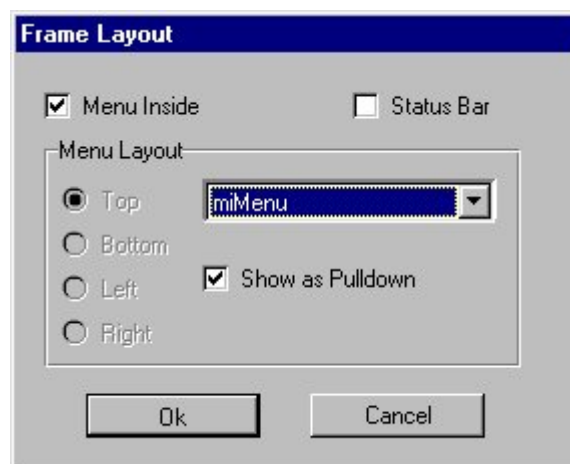 Frame Layout
Menu Inside
Status Bar
Menu Layout
Top
miMenu
Bottom
Show as Pulldown
Left
Right
Ok
Cancel